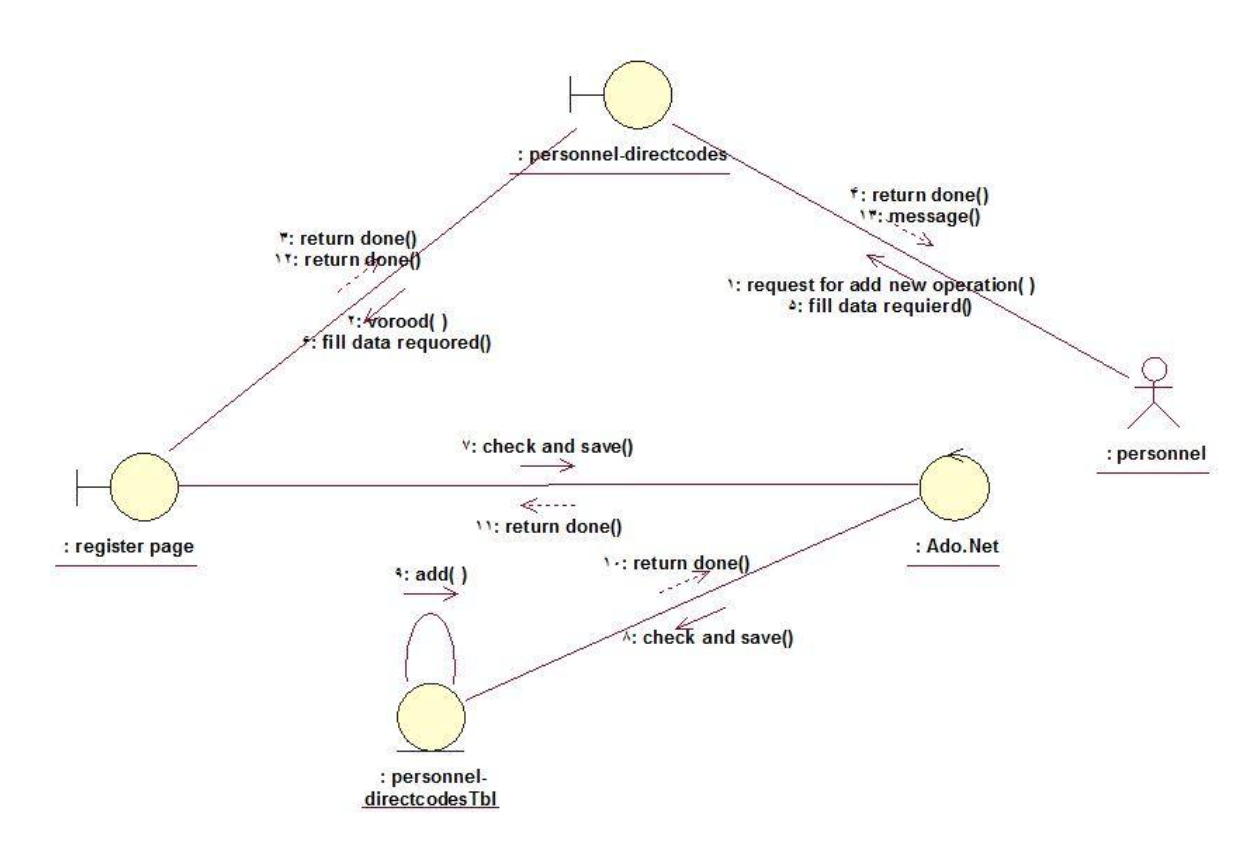 : personnel-directcodes
۴: return done()
۱۳: message()
۳: return done()
۱۲: return done()
۱: request for add new operation( )
۵: fill data requierd()
۲: vorood( )
۶: fill data requored()
: personnel
۷: check and save()
۱۱: return done()
: register page
: Ado.Net
۱۰: return done()
۹: add( )
۸: check and save()
: personnel-
directcodesTbl